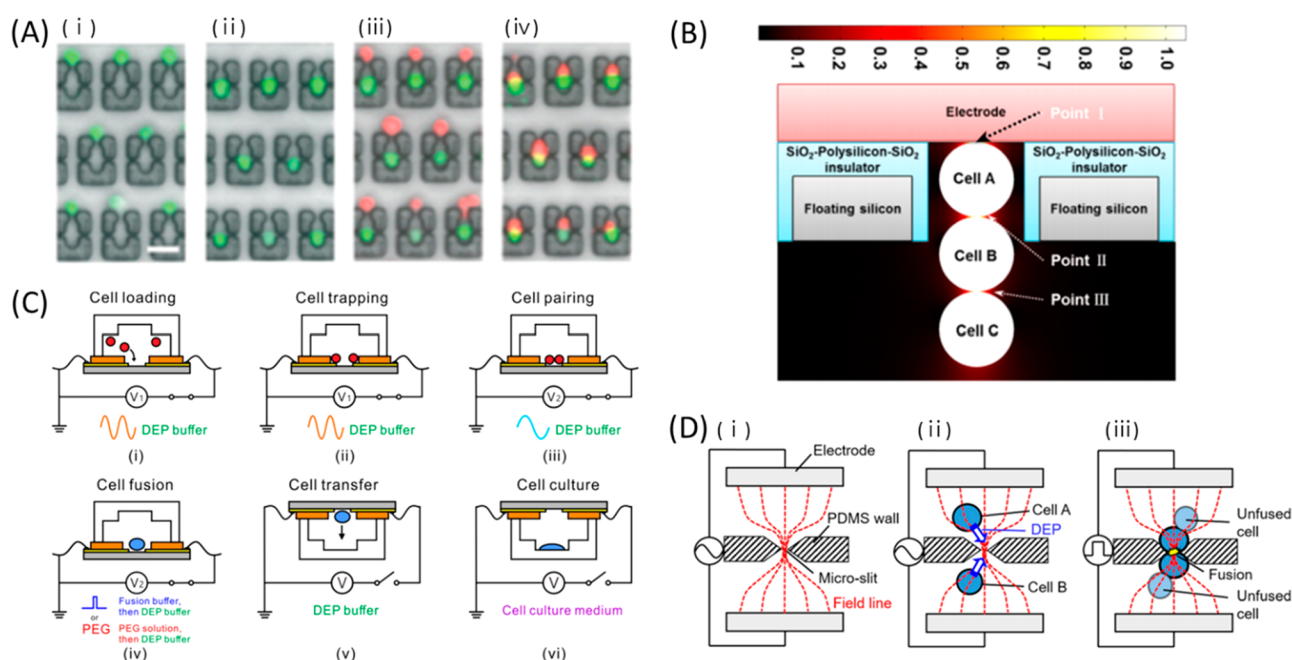 (A)
(i)
(ii)
(iii)
(iv)
(B)
0.1
0.2
0.3
0.4
0.5
0.6
0.7
0.8
0.9
1.0
Electrode
Point I
SiO₂-Polysilicon-SiO₂
insulator
SiO₂-Polysilicon-SiO₂
insulator
Floating silicon
Floating silicon
Cell A
Cell B
Cell C
Point II
Point III
(C)
Cell loading
V₁
DEP buffer
(i)
Cell trapping
V₁
DEP buffer
(ii)
Cell pairing
V₂
DEP buffer
(iii)
Cell fusion
V₂
Fusion buffer,
then DEP buffer
or
PEG
PEG solution,
then DEP buffer
(iv)
Cell transfer
V
DEP buffer
(v)
Cell culture
V
Cell culture medium
(vi)
(D)
(i)
Electrode
PDMS wall
Micro-slit
Field line
(ii)
Cell A
DEP
Cell B
(iii)
Unfused
cell
Fusion
Unfused
cell